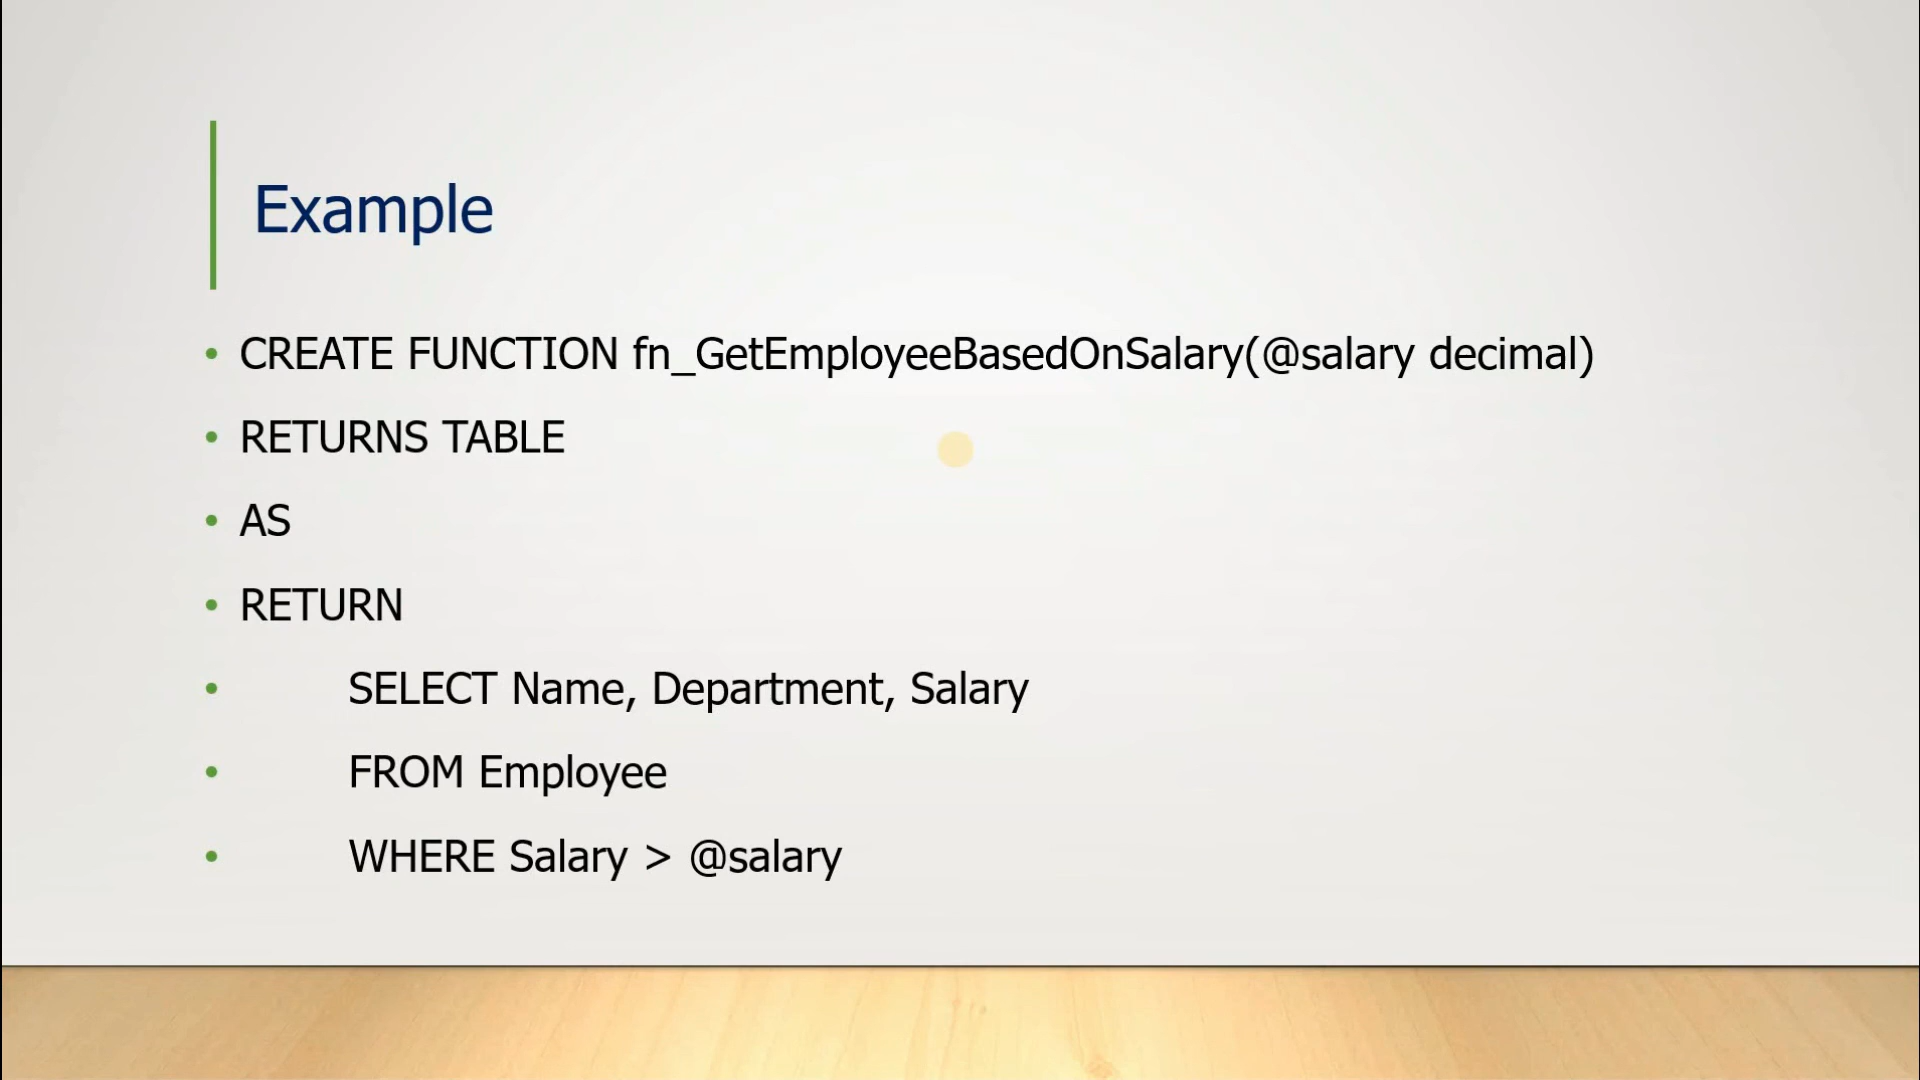 Example
• CREATE FUNCTION fn_GetEmployeeBasedOnSalary(@salary decimal)
• RETURNS TABLE
• AS
• RETURN
• SELECT Name, Department, Salary
• FROM Employee
• WHERE Salary > @salary